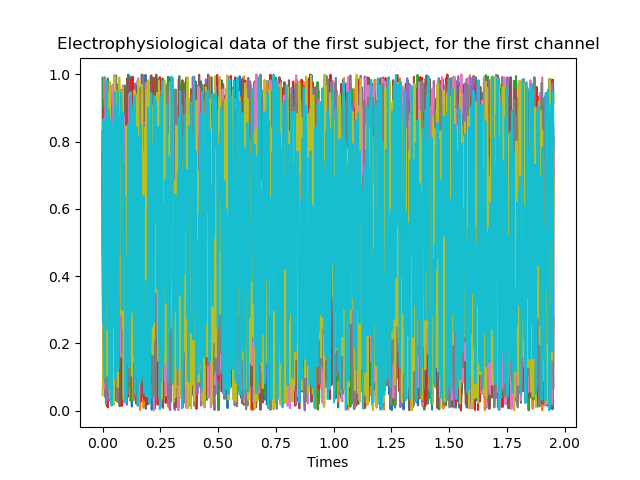 Electrophysiological data of the first subject, for the first channel
1.0
0.8
0.6
0.4
0.2
0.0
0.00 0.25 0.50 0.75 1.00 1.25 1.50 1.75 2.00
Times